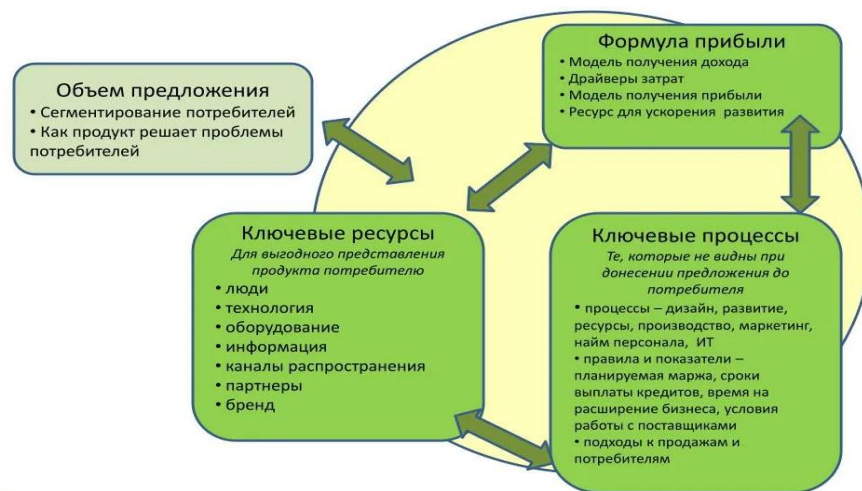 Объем предложения
• Сегментирование потребителей
• Как продукт решает проблемы
потребителей
Формула прибыли
• Модель получения дохода
• Драйверы затрат
• Модель получения прибыли
• Ресурс для ускорения развития
Ключевые ресурсы
Для выгодного представления
продукта потребителю
• люди
• технология
• оборудование
• информация
• каналы распространения
• партнеры
• бренд
Ключевые процессы
Те, которые не видны при
донесении предложения до
потребителя
• процессы – дизайн, развитие,
ресурсы, производство, маркетинг,
найм персонала, ИТ
• правила и показатели –
планируемая маржа, сроки
выплаты кредитов, время на
расширение бизнеса, условия
работы с поставщиками
• подходы к продажам и
потребителям